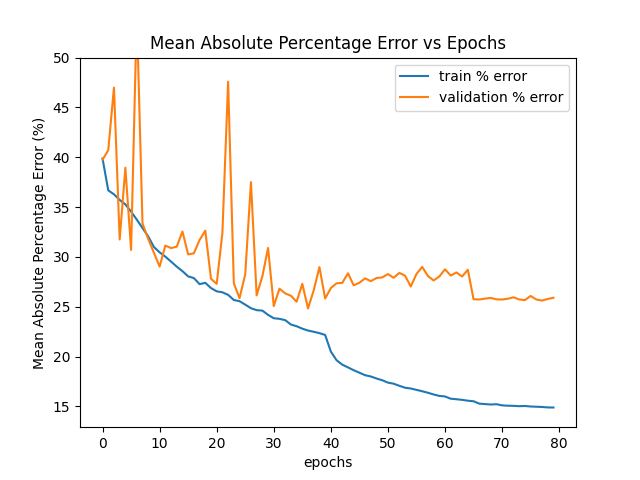 Mean Absolute Percentage Error vs Epochs
train % error
validation % error
Mean Absolute Percentage Error (%)
50
45
40
35
30
25
20
15
0 10 20 30 40 50 60 70 80
epochs